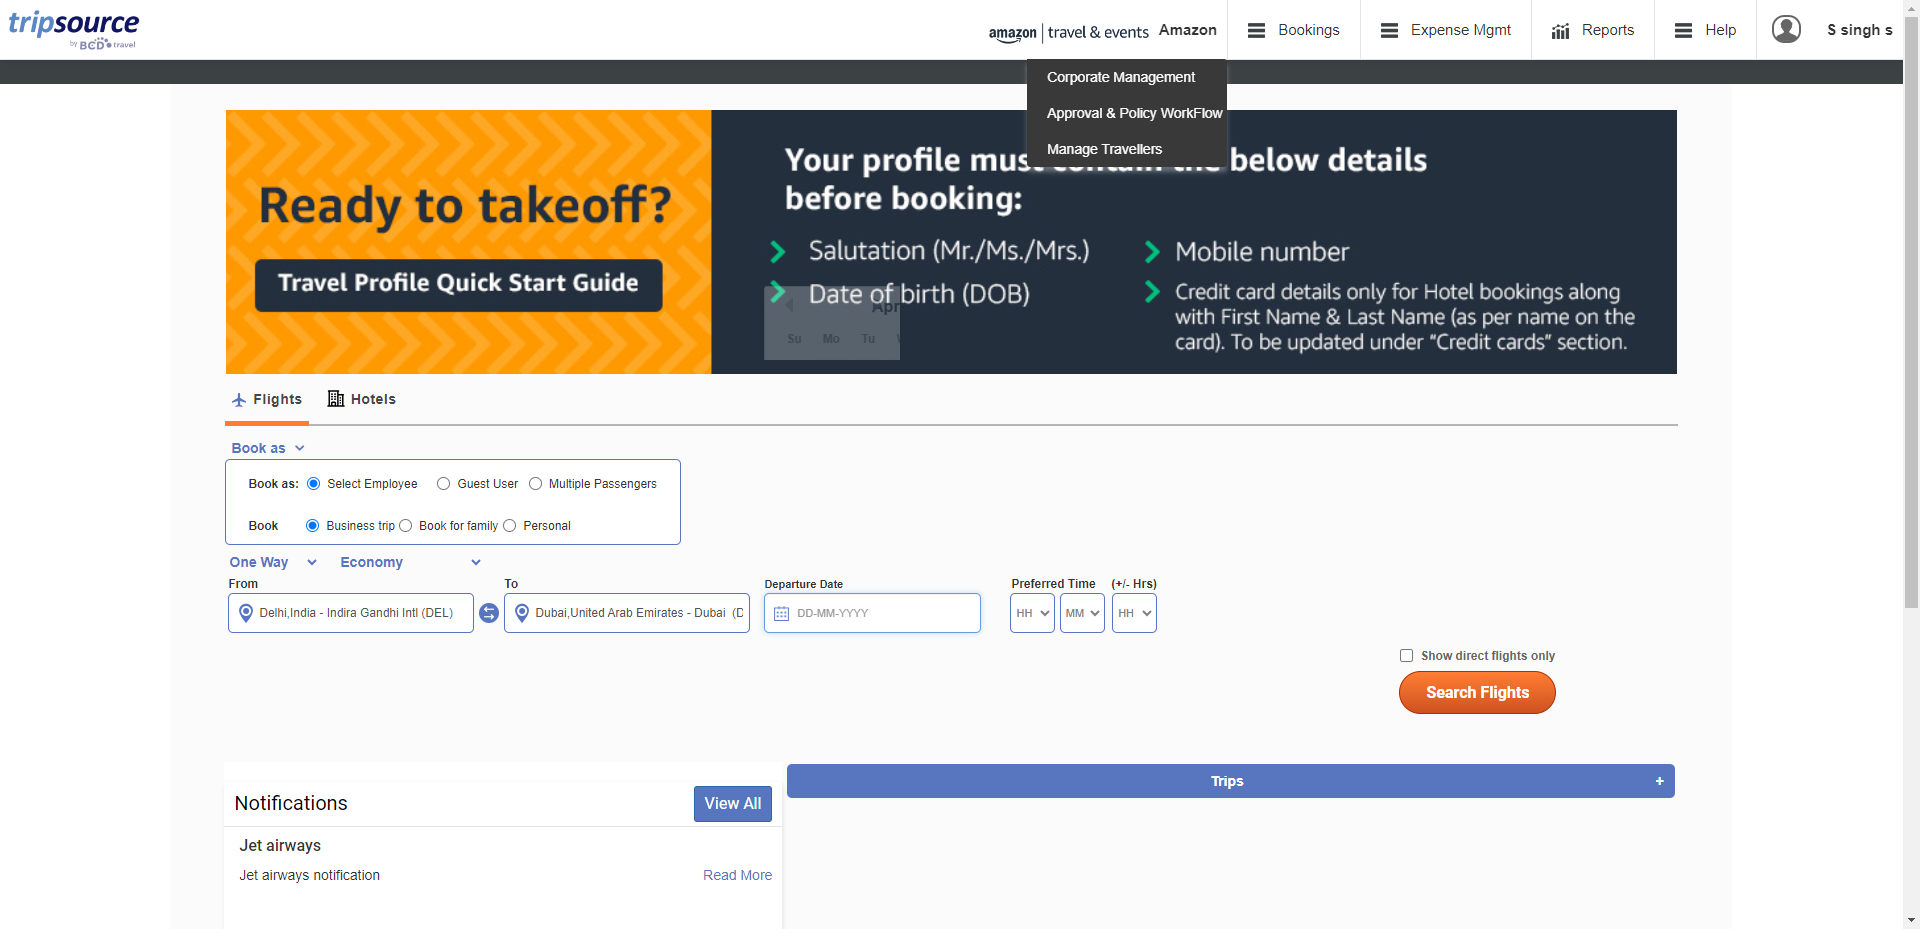 tripsource
by BCD travel
amazon | travel & events Amazon
Bookings
Expense Mgmt
Reports
Help
S singh s
Corporate Management
Approval & Policy WorkFlow
Manage Travellers
Ready to takeoff?
Travel Profile Quick Start Guide
Your profile must contain the below details
before booking:
Salutation (Mr./Ms./Mrs.)
Date of birth (DOB)
Mobile number
Credit card details only for Hotel bookings along
with First Name & Last Name (as per name on the
card). To be updated under “Credit cards” section.
Apr
Su Mo Tu
Flights
Hotels
Book as
Book as: Select Employee Guest User Multiple Passengers
Book Business trip Book for family Personal
One Way Economy
From To Departure Date Preferred Time (+/- Hrs)
Delhi,India - Indira Gandhi Intl (DEL) Dubai,United Arab Emirates - Dubai (D DD-MM-YYYY HH MM HH
Show direct flights only
Search Flights
Trips +
Notifications View All
Jet airways
Jet airways notification Read More